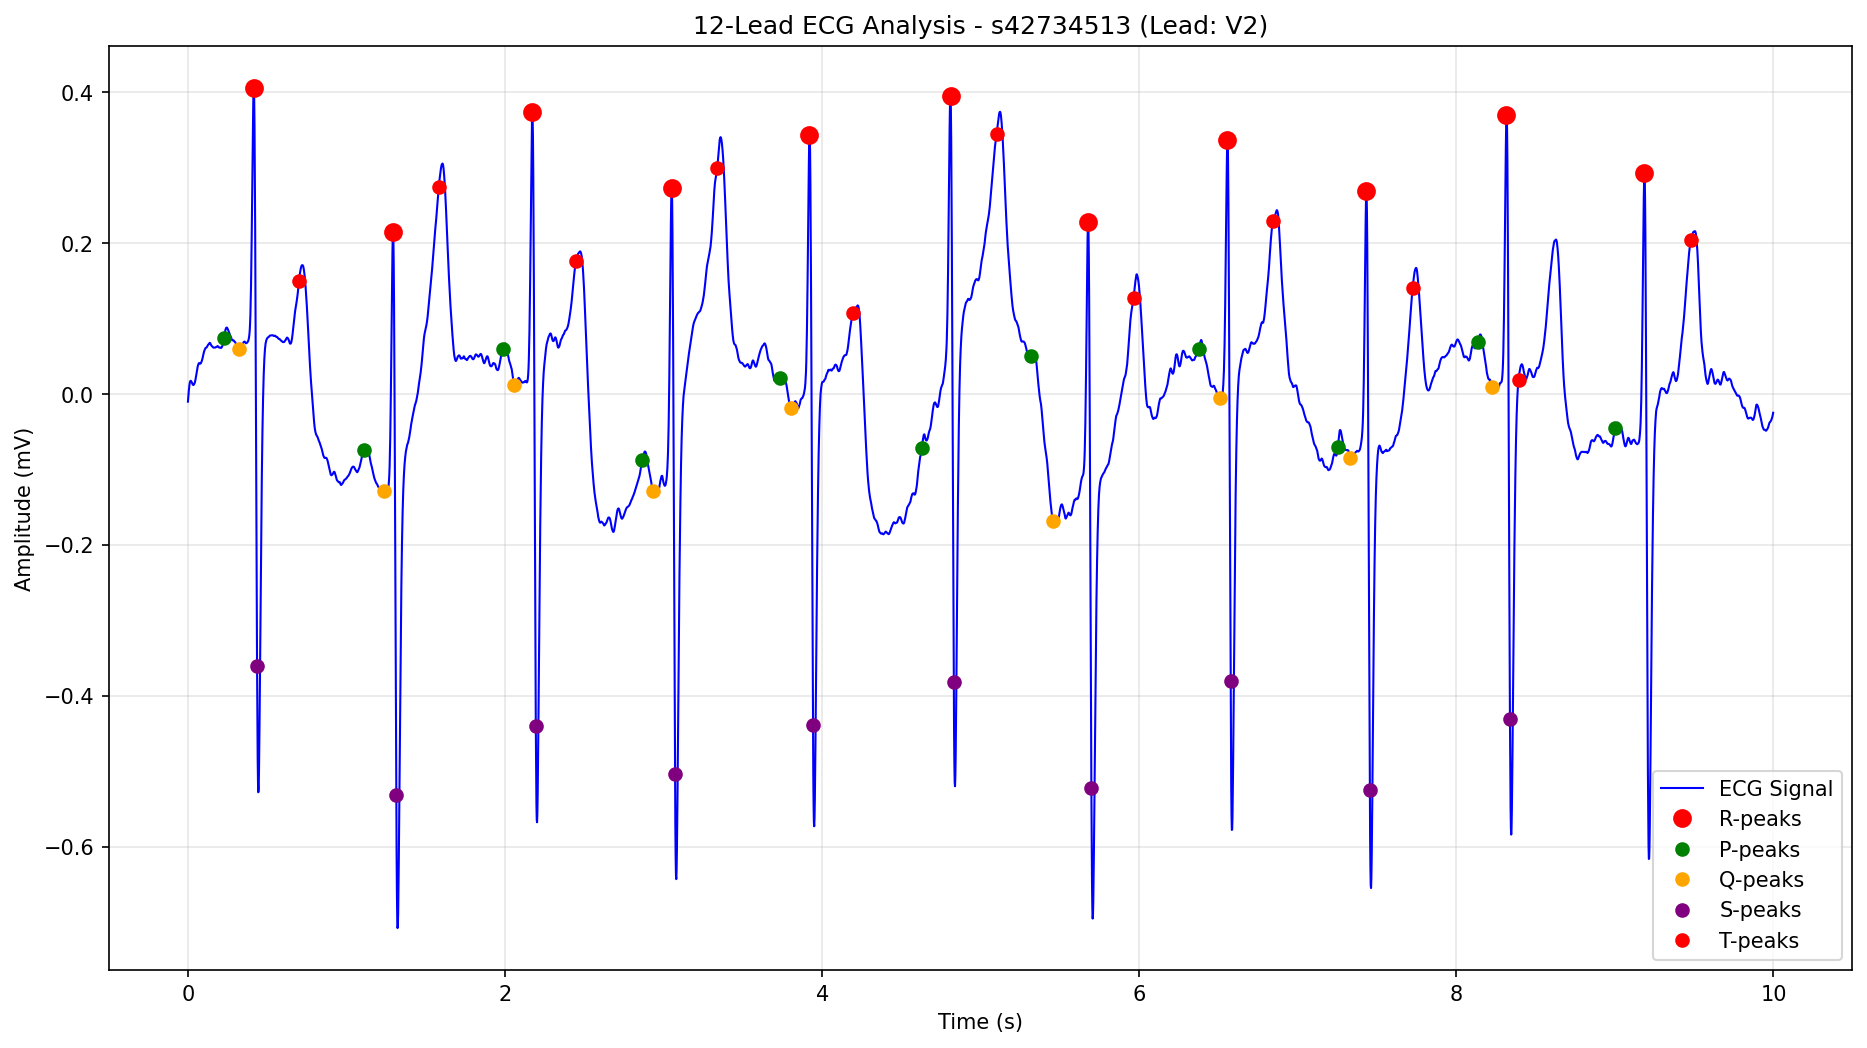 12-Lead ECG Analysis - s42734513 (Lead: V2)
Amplitude (mV)
0.4
0.2
0.0
−0.2
−0.4
−0.6
0
2
4
6
8
10
Time (s)
ECG Signal
R-peaks
P-peaks
Q-peaks
S-peaks
T-peaks